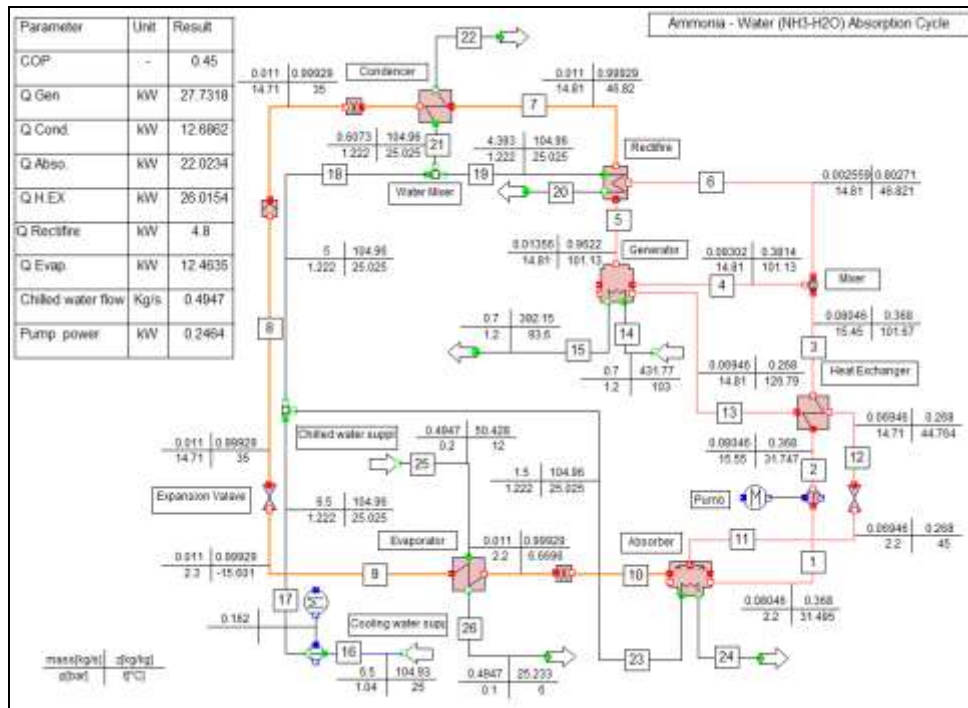 Ammonia - Water (NH3-H2O) Absorption Cycle
Parameter Unit Result
COP - 0.45
Q Gen kW 27.7318
Q Cond. kW 12.6862
Q Abso. kW 22.0234
Q H.EX kW 26.0154
Q Rectifire kW 4.8
Q Evap. kW 12.4635
Chilled water flow Kg/s 0.4947
Pump power kW 0.2464
22
Condencer
0.011 0.99929
14.71 35
0.011 0.99929
14.81 46.82
7
0.6073 104.96
1.222 25.025
21
4.393 104.96
1.222 25.025
Rectifire
18
Water Mixer
19
20
6
0.002559 0.80271
14.81 46.821
5
0.01356 0.9622
14.81 101.13
Generator
0.08302 0.3814
14.81 101.13
4
Mixer
5 104.96
1.222 25.025
8
0.7 392.15
1.2 93.6
15
14
0.7 431.77
1.2 103
0.08046 0.368
15.45 101.67
3
0.06946 0.268
14.81 126.79
Heat Exchanger
13
0.06946 0.268
14.71 44.764
12
0.011 0.99929
14.71 35
Chilled water suppl
0.4947 50.428
0.2 12
25
1.5 104.96
1.222 25.025
0.08046 0.368
15.55 31.747
2
Expansion Valave
6.5 104.96
1.222 25.025
Pump
M
0.06946 0.268
2.2 45
Evaporator
0.011 0.99929
2.2 6.6696
Absorber
11
1
0.011 0.99929
2.3 -15.031
9
10
0.08046 0.368
2.2 31.495
17
0.162
26
Cooling water supp
16
6.5 104.93
1.04 25
0.4947 25.233
0.1 6
23
24
mass[kg/s] z[kg/kg]
p[bar] t[°C]